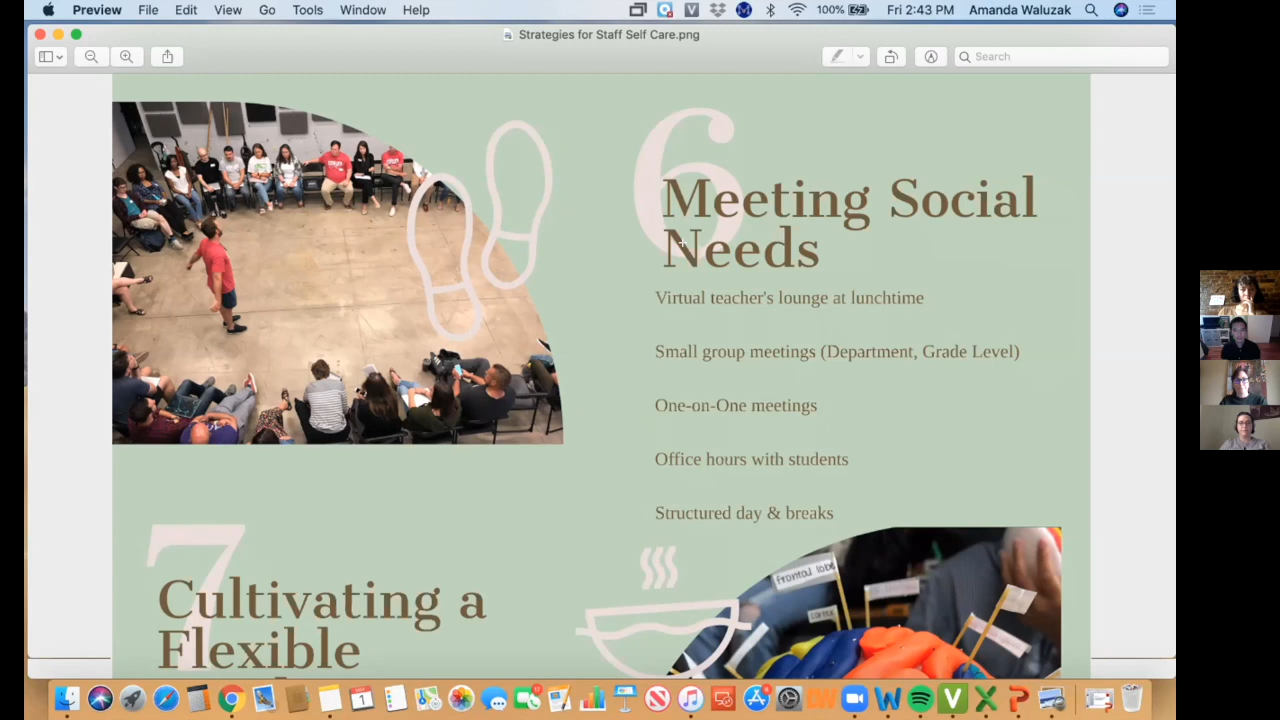 Preview File Edit View Go Tools Window Help 100% Fri 2:43 PM Amanda Waluzak
Strategies for Staff Self Care.png
Search
6
Meeting Social
Needs
Virtual teacher's lounge at lunchtime
Small group meetings (Department, Grade Level)
One-on-One meetings
Office hours with students
Structured day & breaks
7
Cultivating a
Flexible
Frontal lobe